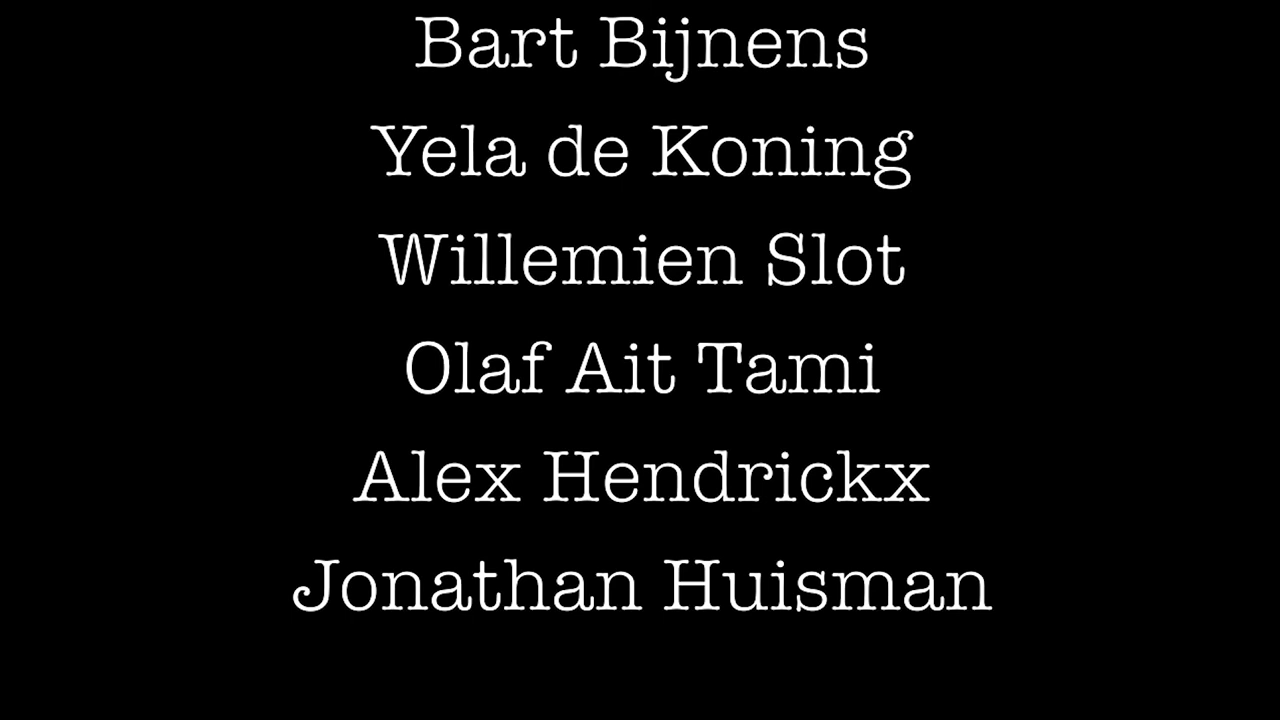 Bart Bijnens
Yela de Koning
Willemien Slot
Olaf Ait Tami
Alex Hendrickx
Jonathan Huisman